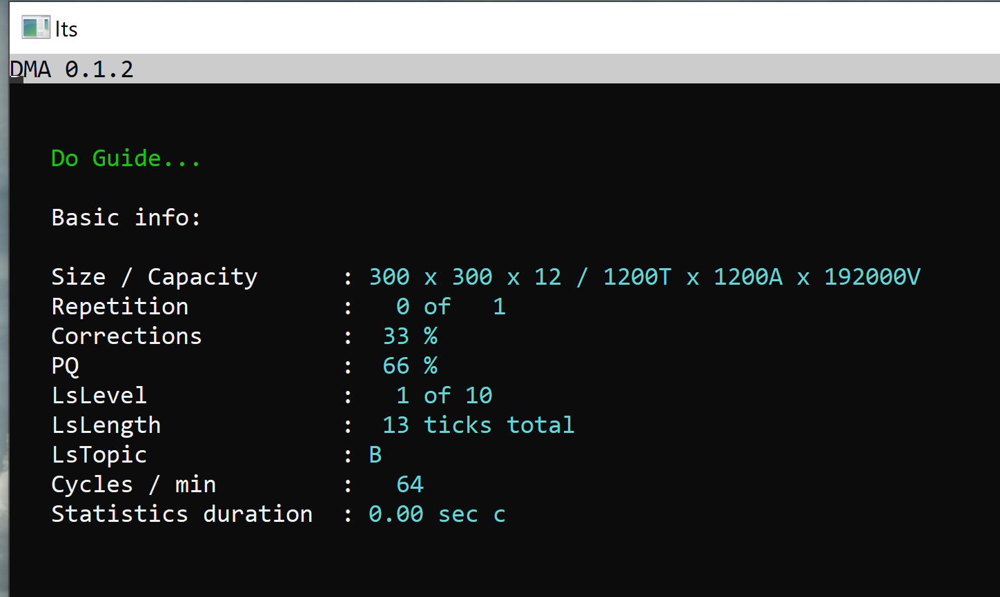 lts
DMA 0.1.2
Do Guide...
Basic info:
Size / Capacity : 300 x 300 x 12 / 1200T x 1200A x 192000V
Repetition : 0 of 1
Corrections : 33 %
PQ : 66 %
LsLevel : 1 of 10
LsLength : 13 ticks total
LsTopic : B
Cycles / min : 64
Statistics duration : 0.00 sec c